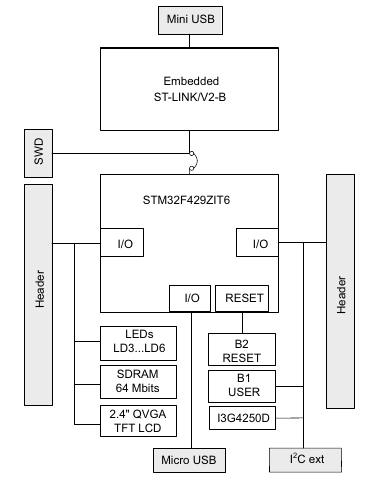 Mini USB
Embedded
ST-LINK/V2-B
SWD
STM32F429ZIT6
Header
I/O
I/O
Header
I/O
RESET
LEDs
LD3...LD6
B2
RESET
SDRAM
64 Mbits
B1
USER
2.4" QVGA
TFT LCD
I3G4250D
Micro USB
I²C ext